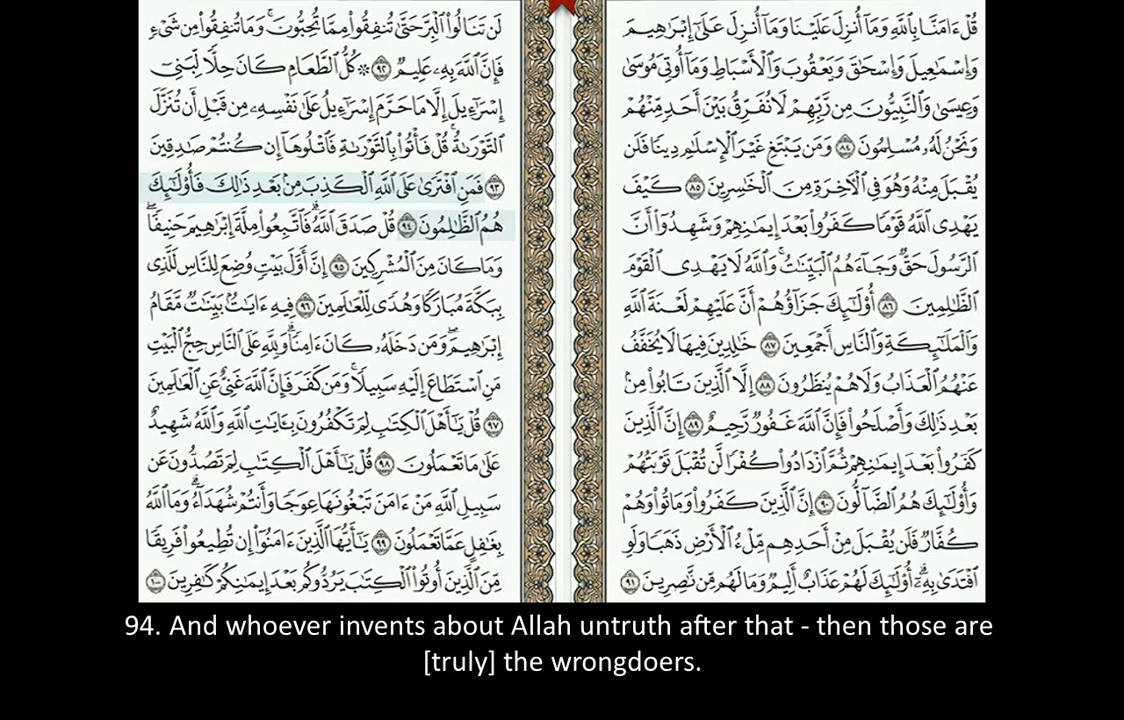 قُلْ ءَامَنَّا بِٱللَّهِ وَمَآ أُنزِلَ عَلَيْنَا وَمَآ أُنزِلَ عَلَىٰٓ إِبْرَٰهِيمَ
وَإِسْمَٰعِيلَ وَإِسْحَٰقَ وَيَعْقُوبَ وَٱلْأَسْبَاطِ وَمَآ أُوتِىَ مُوسَىٰ
وَعِيسَىٰ وَٱلنَّبِيُّونَ مِن رَّبِّهِمْ لَا نُفَرِّقُ بَيْنَ أَحَدٍ مِّنْهُمْ
وَنَحْنُ لَهُۥ مُسْلِمُونَ ٨٤ وَمَن يَبْتَغِ غَيْرَ ٱلْإِسْلَٰمِ دِينًا فَلَن
يُقْبَلَ مِنْهُ وَهُوَ فِى ٱلْءَاخِرَةِ مِنَ ٱلْخَٰسِرِينَ ٨٥ كَيْفَ
يَهْدِى ٱللَّهُ قَوْمًا كَفَرُوا۟ بَعْدَ إِيمَٰنِهِمْ وَشَهِدُوٓا۟ أَنَّ
ٱلرَّسُولَ حَقٌّ وَجَآءَهُمُ ٱلْبَيِّنَٰتُ ۚ وَٱللَّهُ لَا يَهْدِى ٱلْقَوْمَ
ٱلظَّٰلِمِينَ ٨٦ أُو۟لَٰٓئِكَ جَزَآؤُهُمْ أَنَّ عَلَيْهِمْ لَعْنَةَ ٱللَّهِ
وَٱلْمَلَٰٓئِكَةِ وَٱلنَّاسِ أَجْمَعِينَ ٨٧ خَٰلِدِينَ فِيهَا لَا يُخَفَّفُ
عَنْهُمُ ٱلْعَذَابُ وَلَا هُمْ يُنظَرُونَ ٨٨ إِلَّا ٱلَّذِينَ تَابُوا۟ مِنۢ
بَعْدِ ذَٰلِكَ وَأَصْلَحُوا۟ فَإِنَّ ٱللَّهَ غَفُورٌ رَّحِيمٌ ٨٩ إِنَّ ٱلَّذِينَ
كَفَرُوا۟ بَعْدَ إِيمَٰنِهِمْ ثُمَّ ٱزْدَادُوا۟ كُفْرًا لَّن تُقْبَلَ تَوْبَتُهُمْ
وَأُو۟لَٰٓئِكَ هُمُ ٱلضَّآلُّونَ ٩٠ إِنَّ ٱلَّذِينَ كَفَرُوا۟ وَمَاتُوا۟ وَهُمْ
كُفَّارٌ فَلَن يُقْبَلَ مِنْ أَحَدِهِم مِّلْءُ ٱلْأَرْضِ ذَهَبًا وَلَوِ
ٱفْتَدَىٰ بِهِۦٓ ۗ أُو۟لَٰٓئِكَ لَهُمْ عَذَابٌ أَلِيمٌ وَمَا لَهُم مِّن نَّٰصِرِينَ ٩١
لَن تَنَالُوا۟ ٱلْبِرَّ حَتَّىٰ تُنفِقُوا۟ مِمَّا تُحِبُّونَ ۚ وَمَا تُنفِقُوا۟ مِن شَىْءٍ
فَإِنَّ ٱللَّهَ بِهِۦ عَلِيمٌ ٩٢ ۞ كُلُّ ٱلطَّعَامِ كَانَ حِلًّا لِّبَنِىٓ
إِسْرَٰٓءِيلَ إِلَّا مَا حَرَّمَ إِسْرَٰٓءِيلُ عَلَىٰ نَفْسِهِۦ مِن قَبْلِ أَن تُنَزَّلَ
ٱلتَّوْرَىٰةُ ۗ قُلْ فَأْتُوا۟ بِٱلتَّوْرَىٰةِ فَٱتْلُوهَآ إِن كُنتُمْ صَٰدِقِينَ
٩٣ فَمَنِ ٱفْتَرَىٰ عَلَى ٱللَّهِ ٱلْكَذِبَ مِنۢ بَعْدِ ذَٰلِكَ فَأُو۟لَٰٓئِكَ
هُمُ ٱلظَّٰلِمُونَ ٩٤ قُلْ صَدَقَ ٱللَّهُ ۗ فَٱتَّبِعُوا۟ مِلَّةَ إِبْرَٰهِيمَ حَنِيفًا ۖ
وَمَا كَانَ مِنَ ٱلْمُشْرِكِينَ ٩٥ إِنَّ أَوَّلَ بَيْتٍ وُضِعَ لِلنَّاسِ لَلَّذِى
بِبَكَّةَ مُبَارَكًا وَهُدًى لِّلْعَٰلَمِينَ ٩٦ فِيهِ ءَايَٰتٌۢ بَيِّنَٰتٌ مَّقَامُ
إِبْرَٰهِيمَ ۖ وَمَن دَخَلَهُۥ كَانَ ءَامِنًا ۗ وَلِلَّهِ عَلَى ٱلنَّاسِ حِجُّ ٱلْبَيْتِ
مَنِ ٱسْتَطَاعَ إِلَيْهِ سَبِيلًا ۚ وَمَن كَفَرَ فَإِنَّ ٱللَّهَ غَنِىٌّ عَنِ ٱلْعَٰلَمِينَ
٩٧ قُلْ يَٰٓأَهْلَ ٱلْكِتَٰبِ لِمَ تَكْفُرُونَ بِـَٔايَٰتِ ٱللَّهِ وَٱللَّهُ شَهِيدٌ
عَلَىٰ مَا تَعْمَلُونَ ٩٨ قُلْ يَٰٓأَهْلَ ٱلْكِتَٰبِ لِمَ تَصُدُّونَ عَن
سَبِيلِ ٱللَّهِ مَنْ ءَامَنَ تَبْغُونَهَا عِوَجًا وَأَنتُمْ شُهَدَآءُ ۗ وَمَا ٱللَّهُ
بِغَٰفِلٍ عَمَّا تَعْمَلُونَ ٩٩ يَٰٓأَيُّهَا ٱلَّذِينَ ءَامَنُوٓا۟ إِن تُطِيعُوا۟ فَرِيقًا
مِّنَ ٱلَّذِينَ أُوتُوا۟ ٱلْكِتَٰبَ يَرُدُّوكُم بَعْدَ إِيمَٰنِكُمْ كَٰفِرِينَ ١٠٠
94. And whoever invents about Allah untruth after that - then those are
[truly] the wrongdoers.